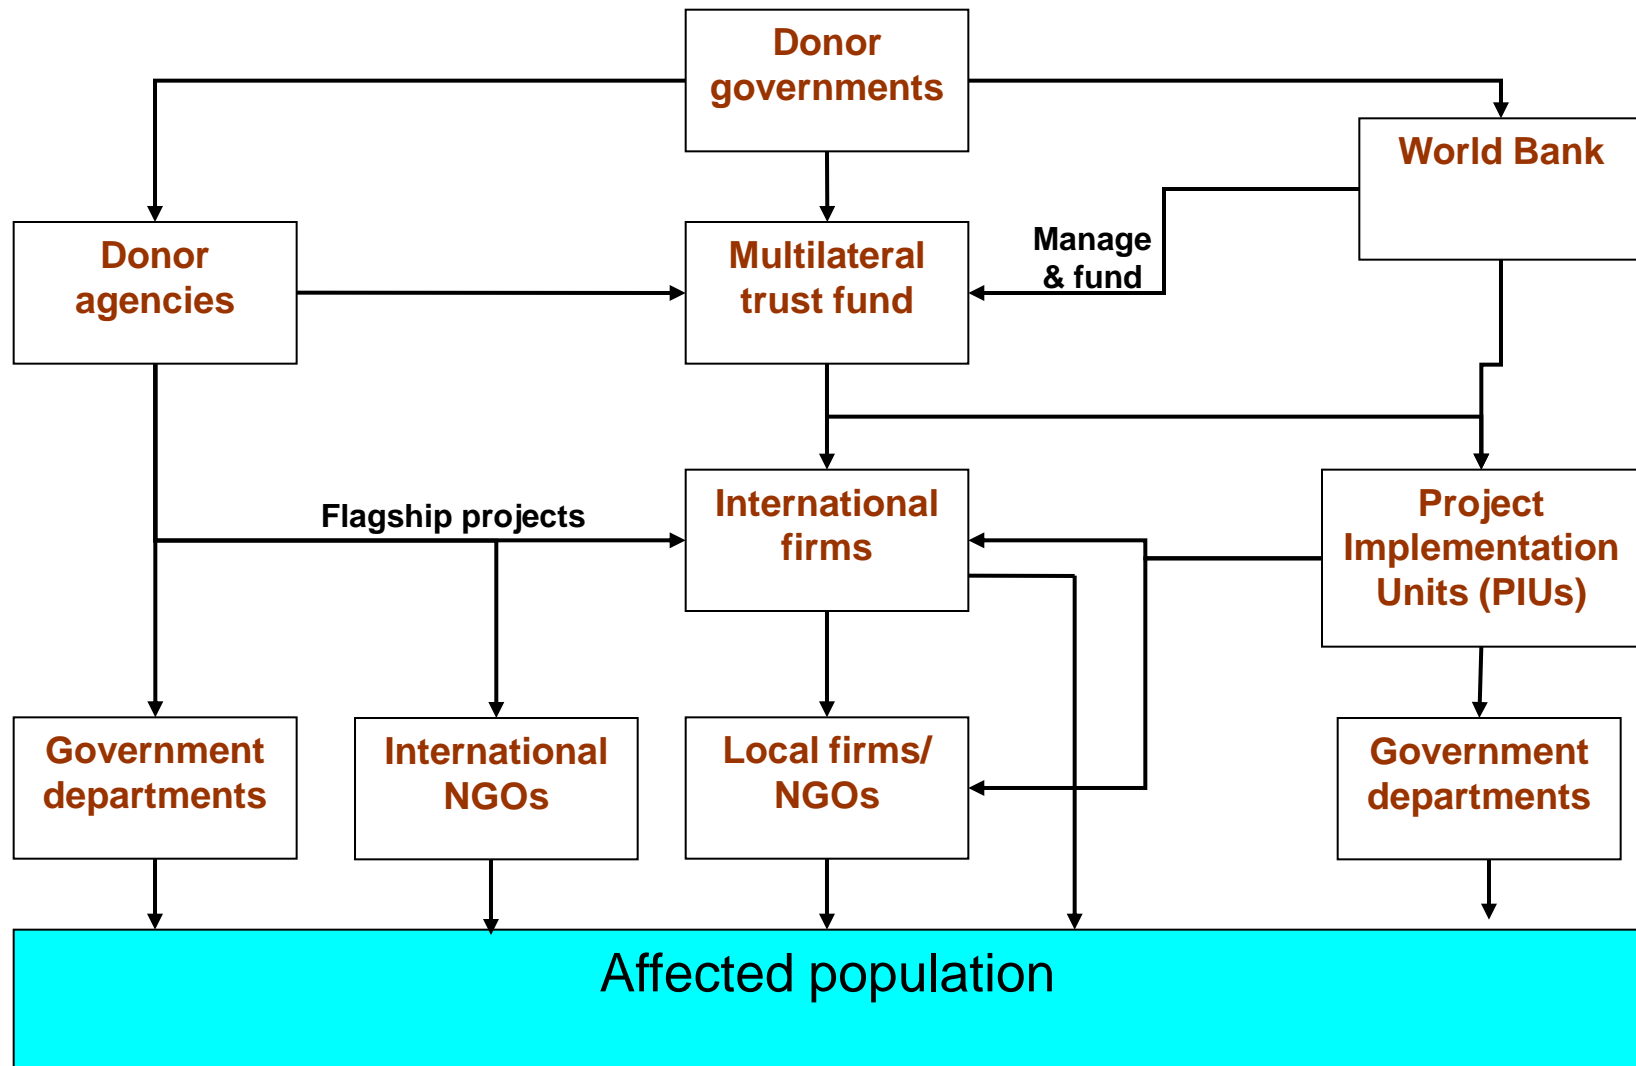 Donor
governments
World Bank
Donor
agencies
Multilateral
trust fund
Manage
& fund
International
firms
Flagship projects
Project
Implementation
Units (PIUs)
Government
departments
International
NGOs
Local firms/
NGOs
Government
departments
Affected population